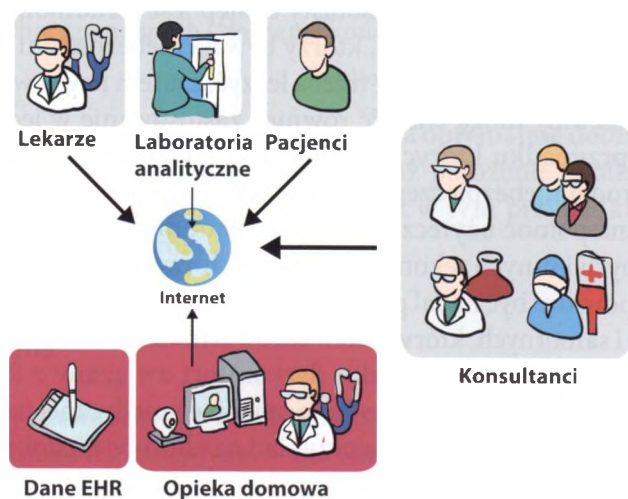 Lekarze
Laboratoria
analityczne
Pacjenci
Internet
Konsultanci
Dane EHR
Opieka domowa